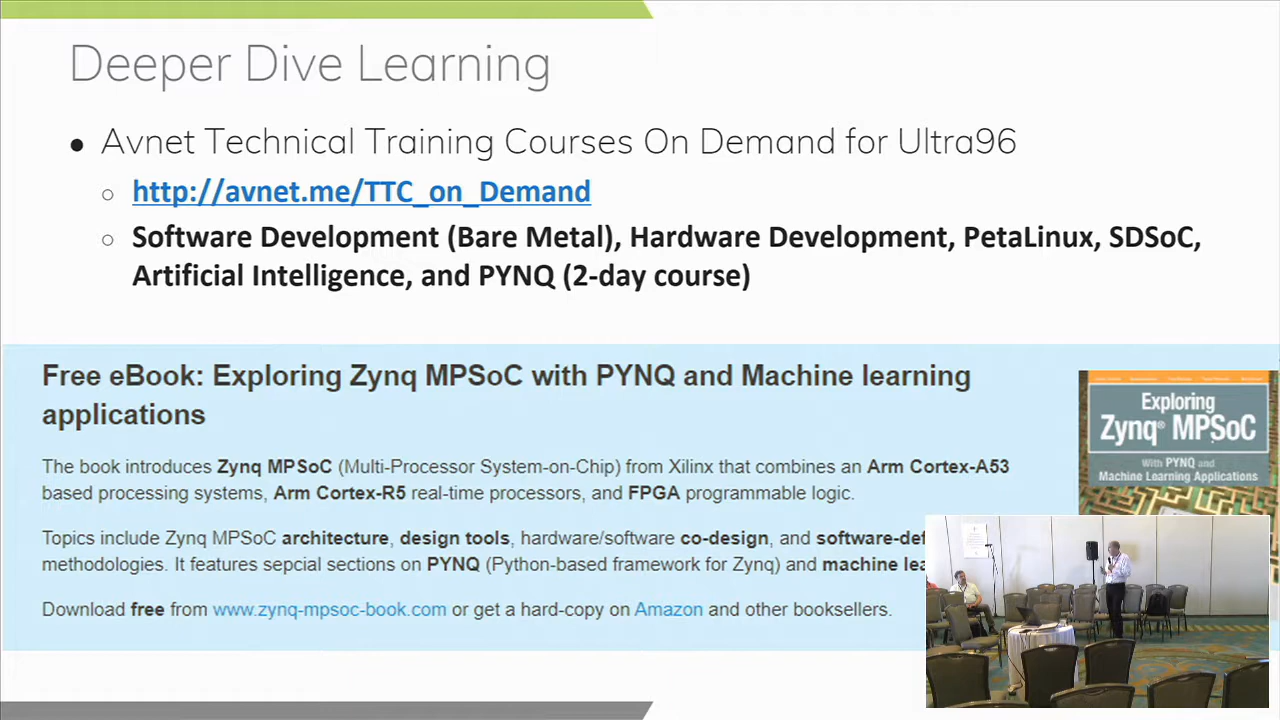 Deeper Dive Learning
● Avnet Technical Training Courses On Demand for Ultra96
○ http://avnet.me/TTC_on_Demand
○ Software Development (Bare Metal), Hardware Development, PetaLinux, SDSoC,
Artificial Intelligence, and PYNQ (2-day course)
Free eBook: Exploring Zynq MPSoC with PYNQ and Machine learning
applications
The book introduces Zynq MPSoC (Multi-Processor System-on-Chip) from Xilinx that combines an Arm Cortex-A53
based processing systems, Arm Cortex-R5 real-time processors, and FPGA programmable logic.
Topics include Zynq MPSoC architecture, design tools, hardware/software co-design, and software-def
methodologies. It features sepcial sections on PYNQ (Python-based framework for Zynq) and machine lea
Download free from www.zynq-mpsoc-book.com or get a hard-copy on Amazon and other booksellers.
Exploring
Zynq® MPSoC
With PYNQ and
Machine Learning Applications